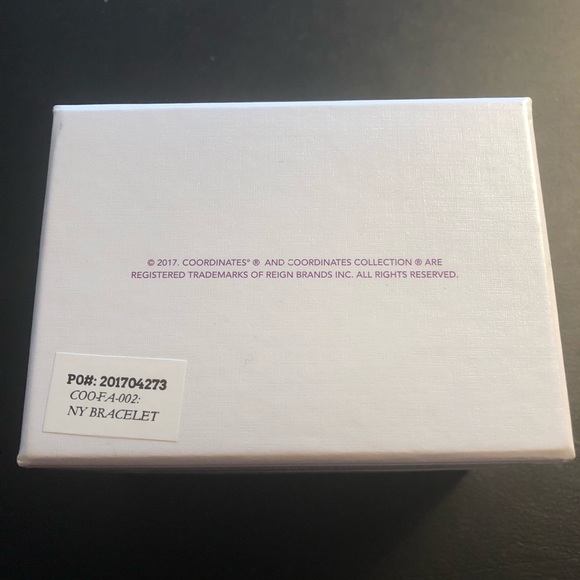 © 2017. COORDINATES® ® AND COORDINATES COLLECTION ® ARE
REGISTERED TRADEMARKS OF REIGN BRANDS INC. ALL RIGHTS RESERVED.
PO#: 201704273
COO-F.A-002:
NY BRACELET